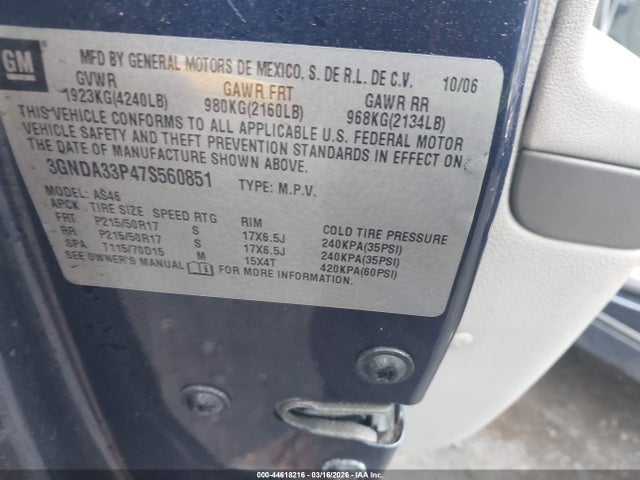 GM
MFD BY GENERAL MOTORS DE MEXICO, S. DE R.L. DE C.V. 10/06
GVWR GAWR FRT GAWR RR
1923KG(4240LB) 980KG(2160LB) 968KG(2134LB)
THIS VEHICLE CONFORMS TO ALL APPLICABLE U.S. FEDERAL MOTOR
VEHICLE SAFETY AND THEFT PREVENTION STANDARDS IN EFFECT ON
THE DATE OF MANUFACTURE SHOWN ABOVE.
3GNDA33P47S560851 TYPE: M.P.V.
MODEL: AS46
APCK TIRE SIZE SPEED RTG RIM COLD TIRE PRESSURE
FRT P215/50R17 S 17X6.5J 240KPA(35PSI)
RR P215/50R17 S 17X6.5J 240KPA(35PSI)
SPA T115/70D15 M 15X4T 420KPA(60PSI)
SEE OWNER'S MANUAL FOR MORE INFORMATION.
000-44618216 - 03/16/2026 - IAAI.COM